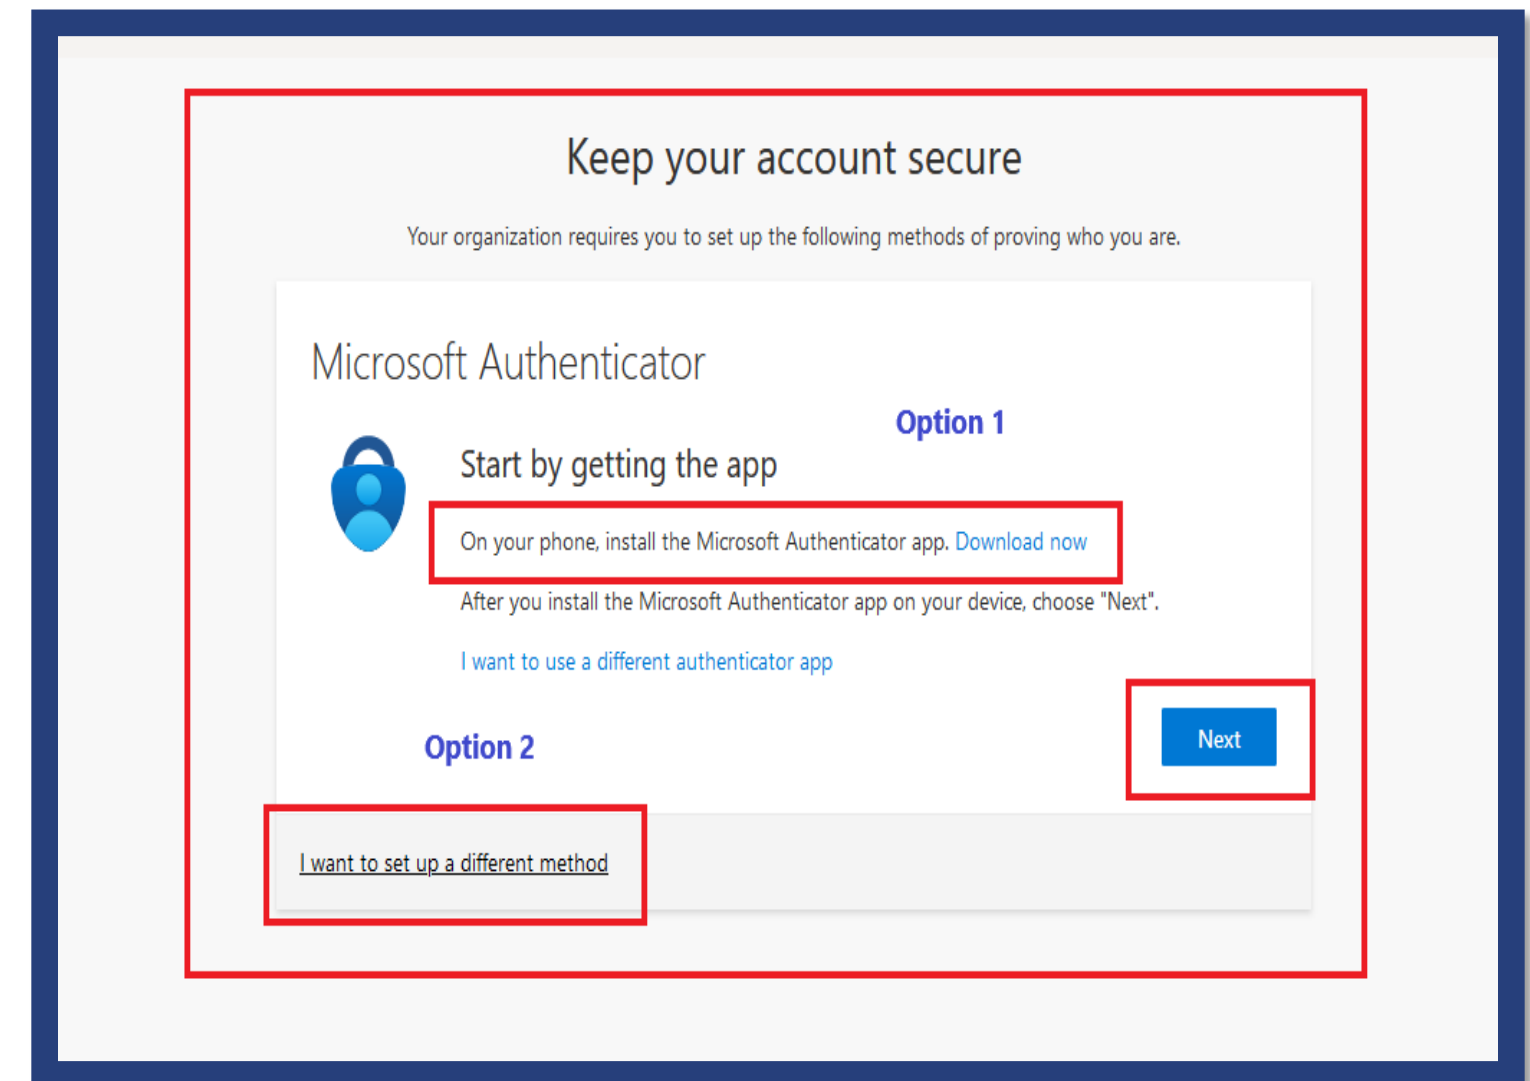 Keep your account secure
Your organization requires you to set up the following methods of proving who you are.
Microsoft Authenticator
Option 1
Start by getting the app
On your phone, install the Microsoft Authenticator app. Download now
After you install the Microsoft Authenticator app on your device, choose "Next".
I want to use a different authenticator app
Option 2
Next
I want to set up a different method